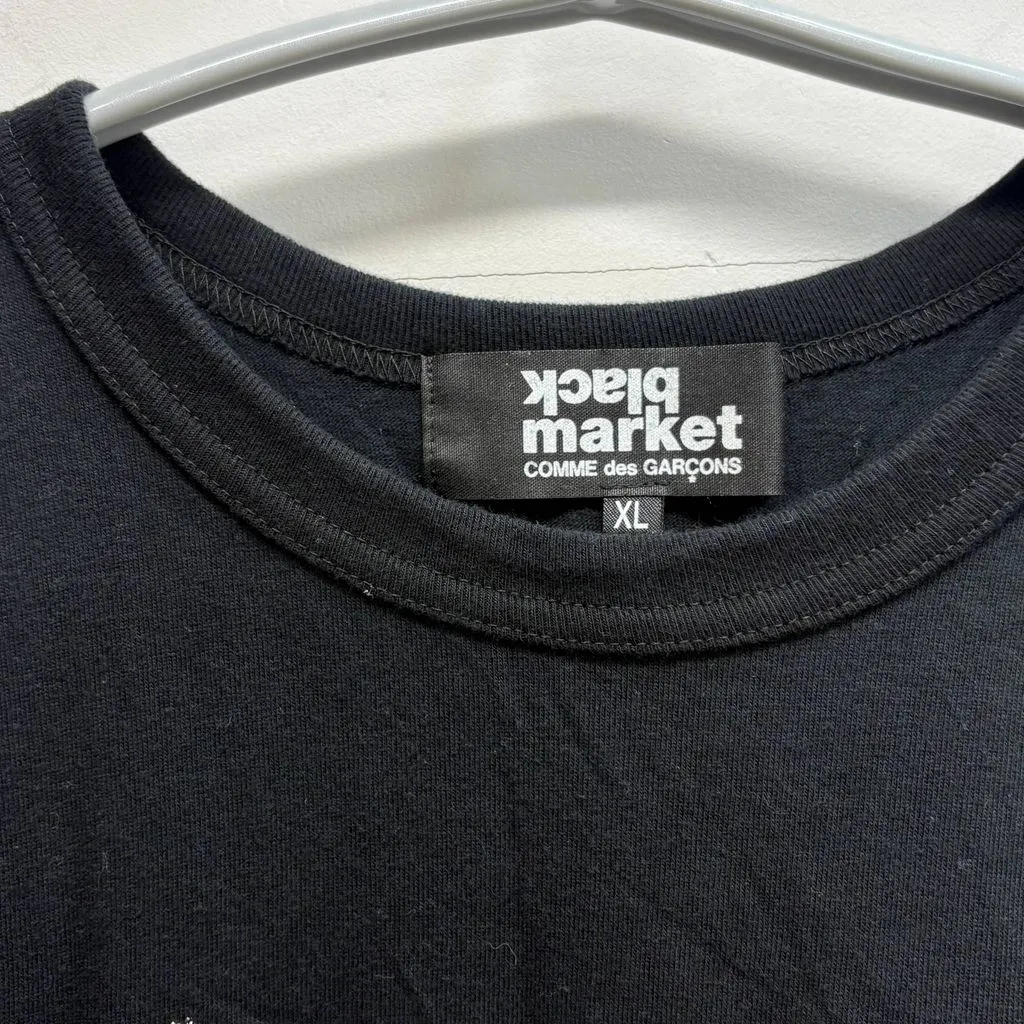 black
market
COMME des GARÇONS
XL